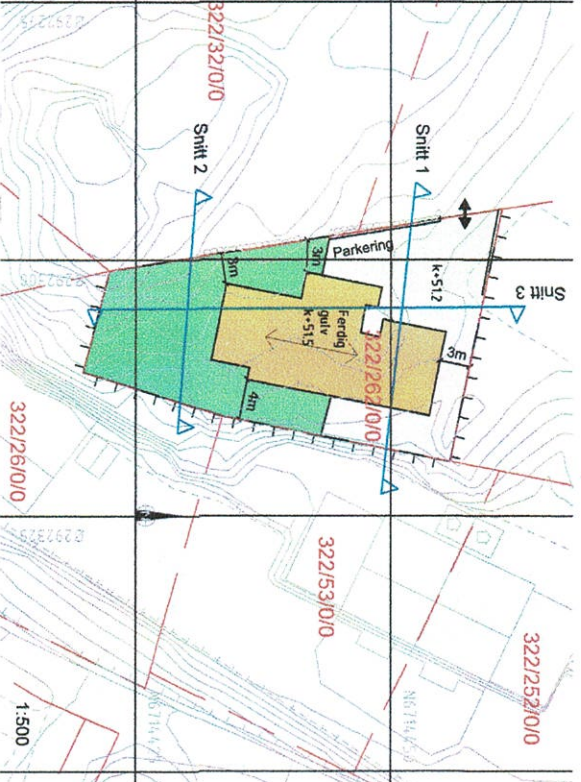 322/32/0/0
Snitt 2
Snitt 1
Snitt 3
Parkering
k+51.2
3m
3m
3m
4m
Ferdig
gulv
k+51.5
322/262/0/0
322/26/0/0
322/53/0/0
322/252/0/0
1:500